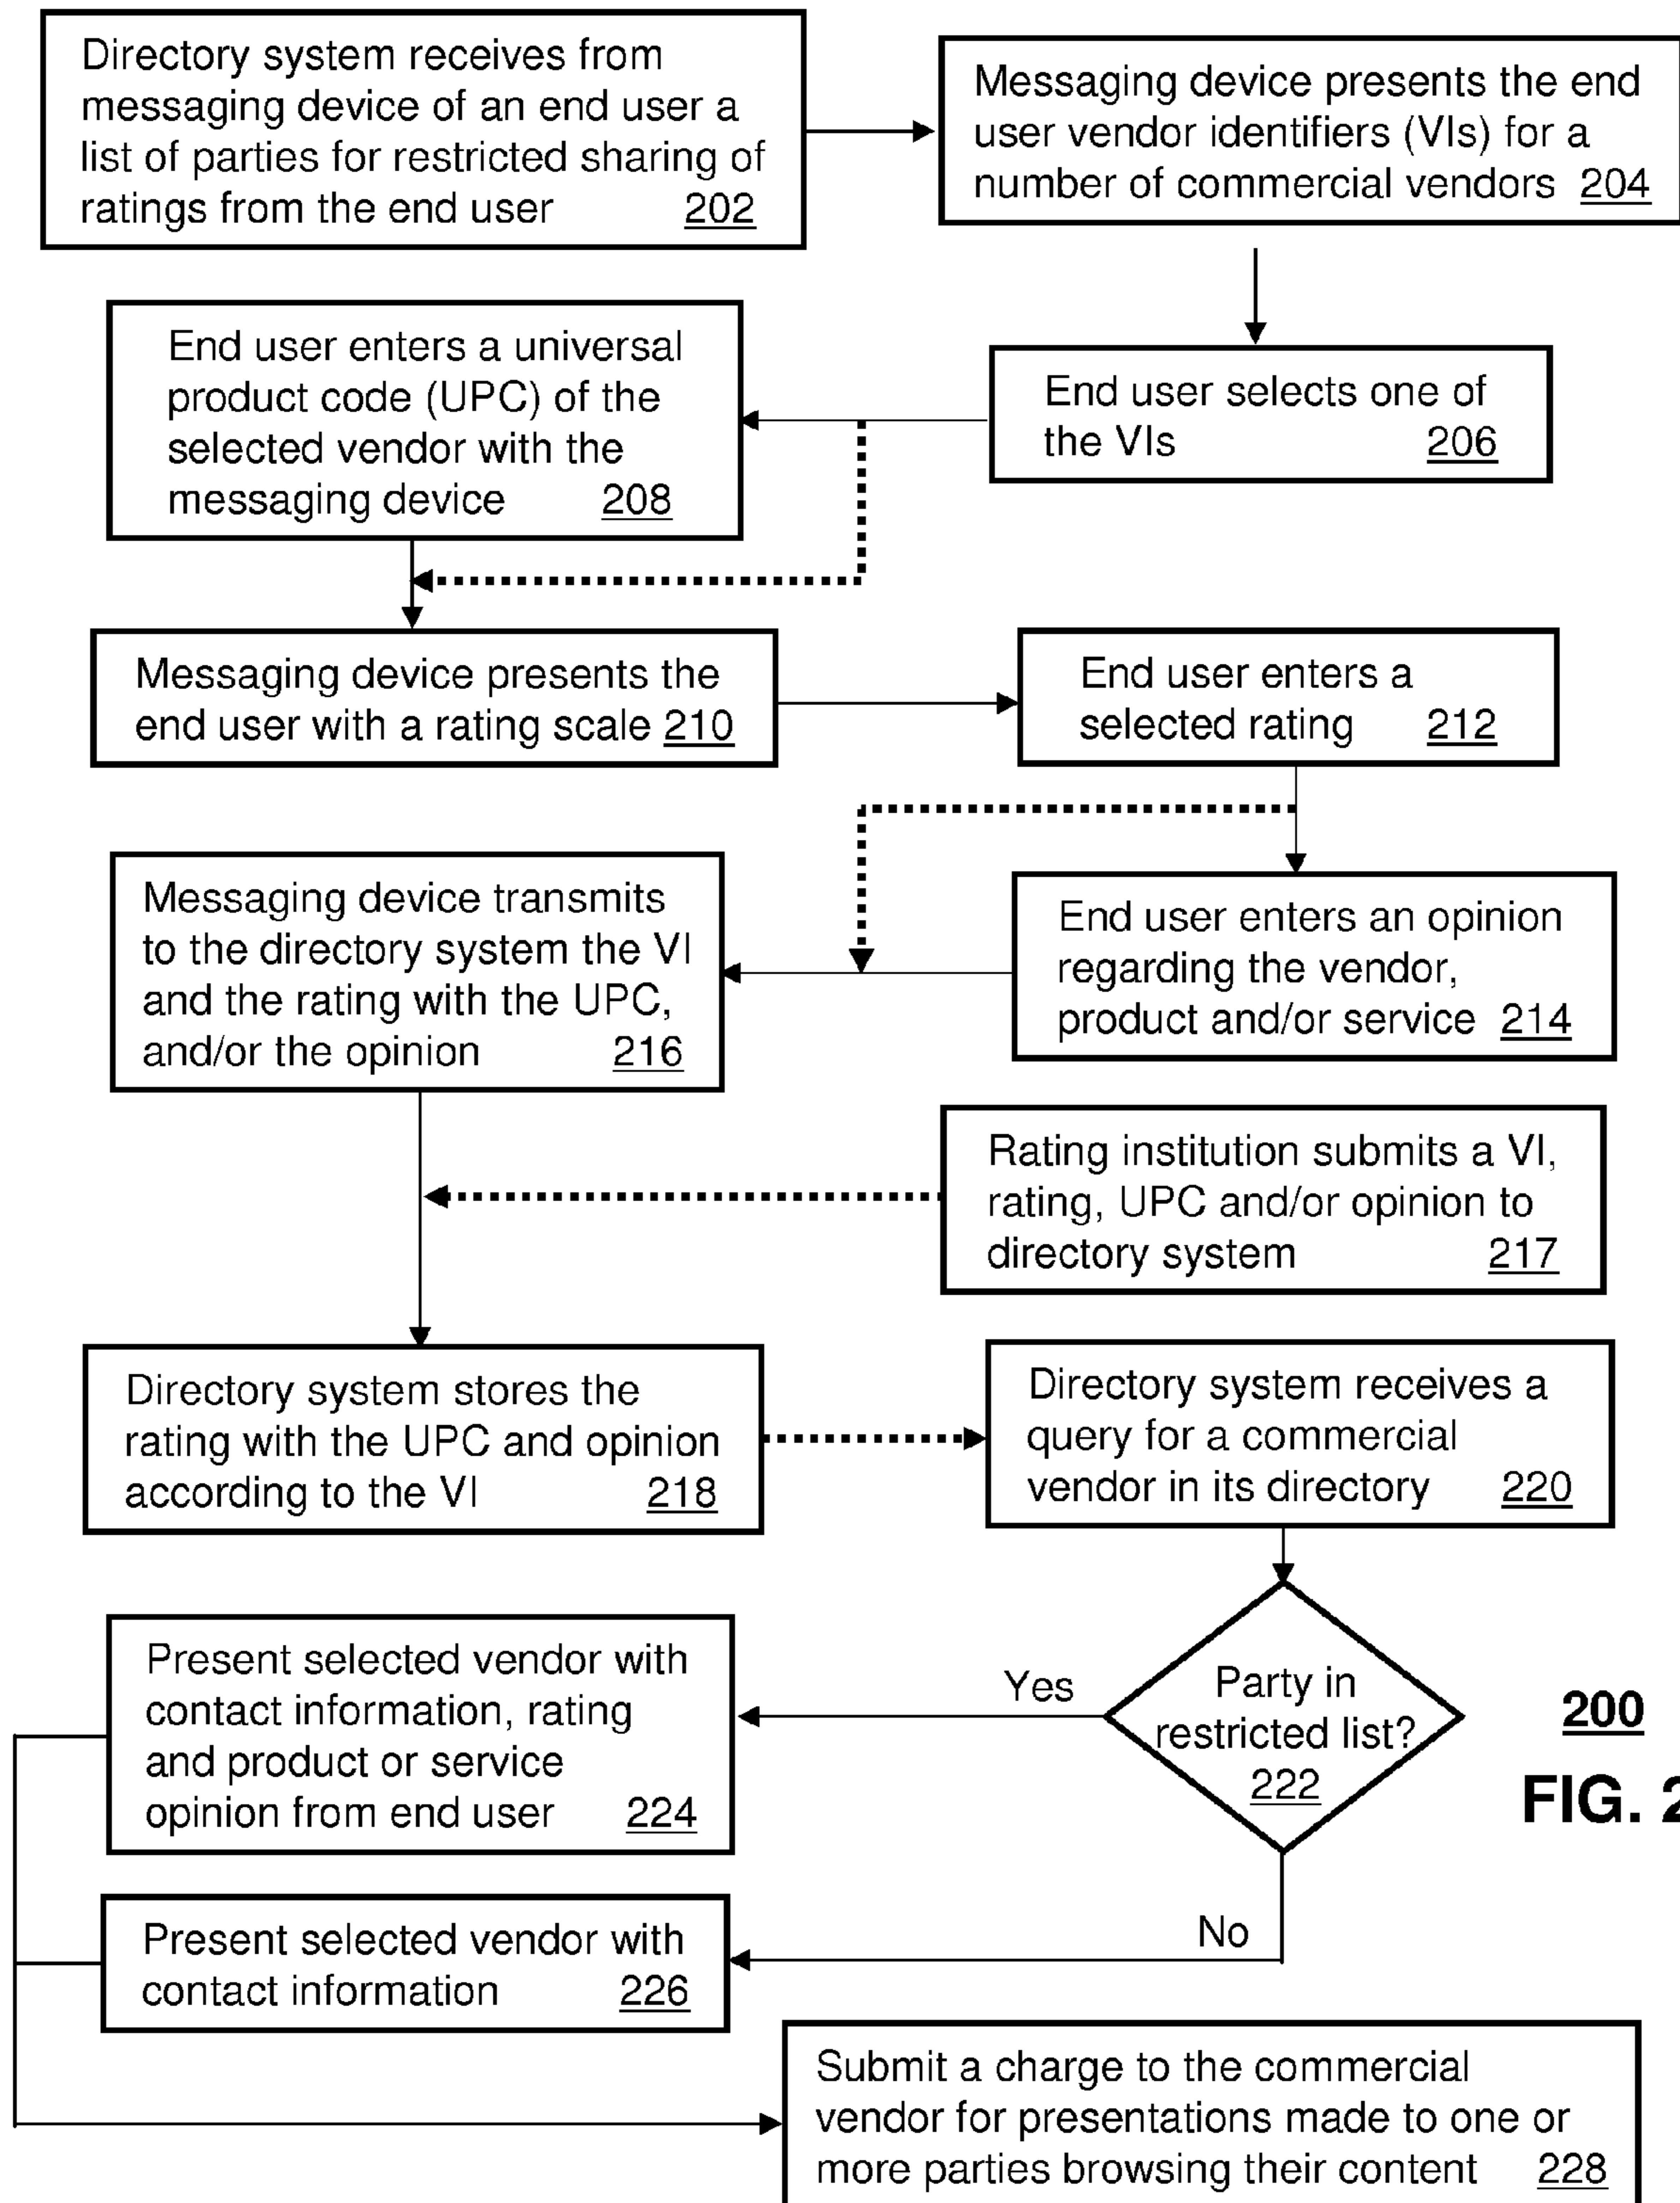 Directory system receives from
messaging device of an end user a
list of parties for restricted sharing of
ratings from the end user 202
Messaging device presents the end
user vendor identifiers (VIs) for a
number of commercial vendors 204
End user selects one of
the VIs 206
End user enters a universal
product code (UPC) of the
selected vendor with the
messaging device 208
Messaging device presents the
end user with a rating scale 210
End user enters a
selected rating 212
End user enters an opinion
regarding the vendor,
product and/or service 214
Messaging device transmits
to the directory system the VI
and the rating with the UPC,
and/or the opinion 216
Rating institution submits a VI,
rating, UPC and/or opinion to
directory system 217
Directory system stores the
rating with the UPC and opinion
according to the VI 218
Directory system receives a
query for a commercial
vendor in its directory 220
Party in
restricted list?
222
Yes
No
Present selected vendor with
contact information, rating
and product or service
opinion from end user 224
Present selected vendor with
contact information 226
Submit a charge to the commercial
vendor for presentations made to one or
more parties browsing their content 228
200
FIG. 2